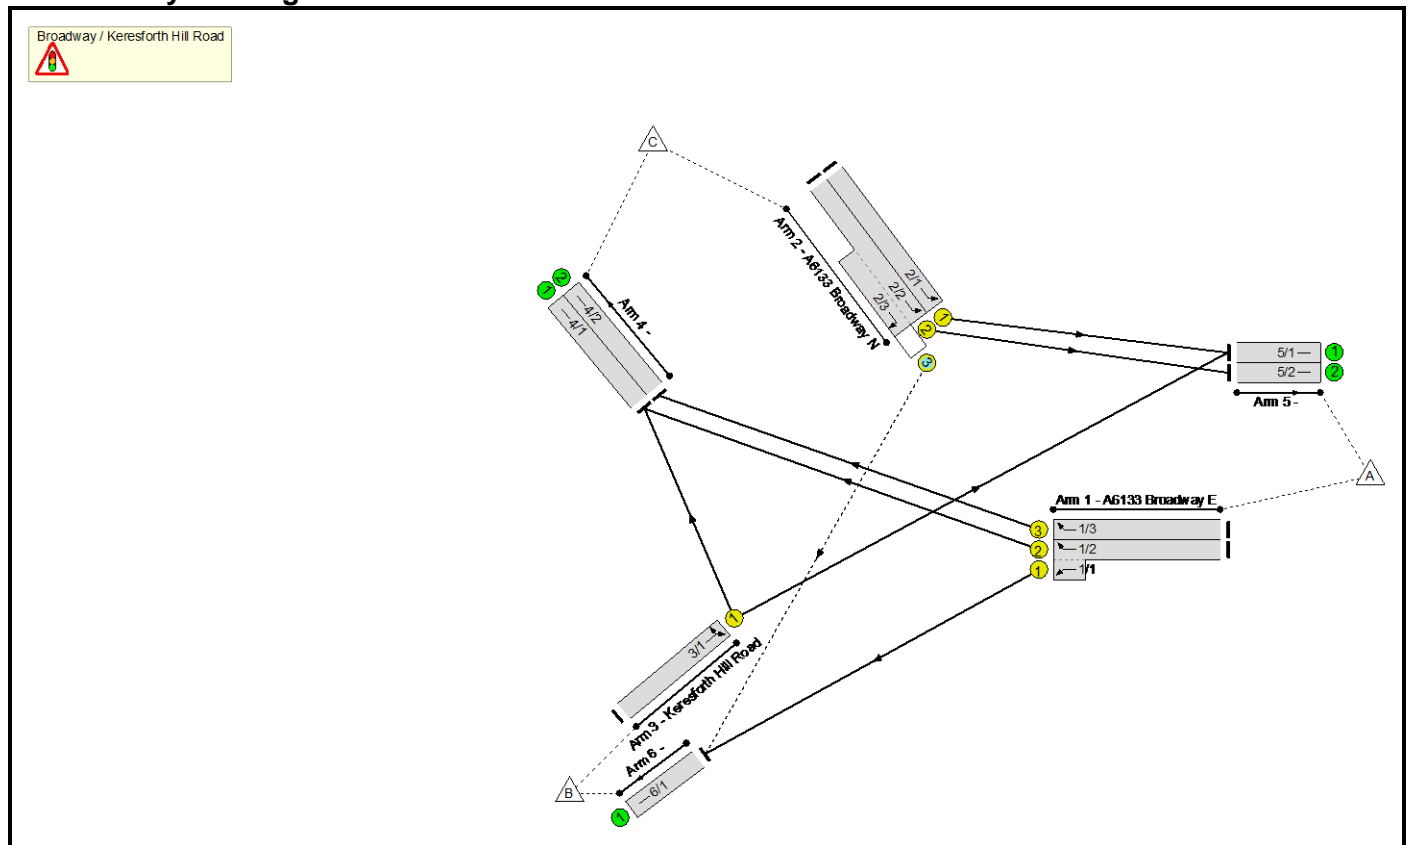 Broadway / Keresforth Hill Road
C
Arm 2 - A6133 Broadway N
2/1
2/2
2/3
1
2
3
2
1
Arm 4 -
4/2
4/1
5/1
1
5/2
2
Arm 5 -
A
Arm 1 - A6133 Broadway E
3
1/3
2
1/2
1
1/1
1
3/1
Arm 3 - Keresforth Hill Road
Arm 6 -
6/1
B
1